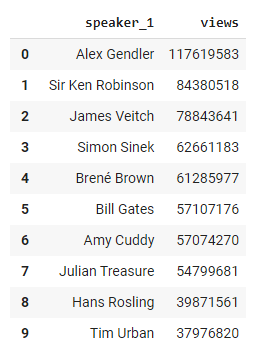 speaker_1 views
0 Alex Gendler 117619583
1 Sir Ken Robinson 84380518
2 James Veitch 78843641
3 Simon Sinek 62661183
4 Brené Brown 61285977
5 Bill Gates 57107176
6 Amy Cuddy 57074270
7 Julian Treasure 54799681
8 Hans Rosling 39871561
9 Tim Urban 37976820